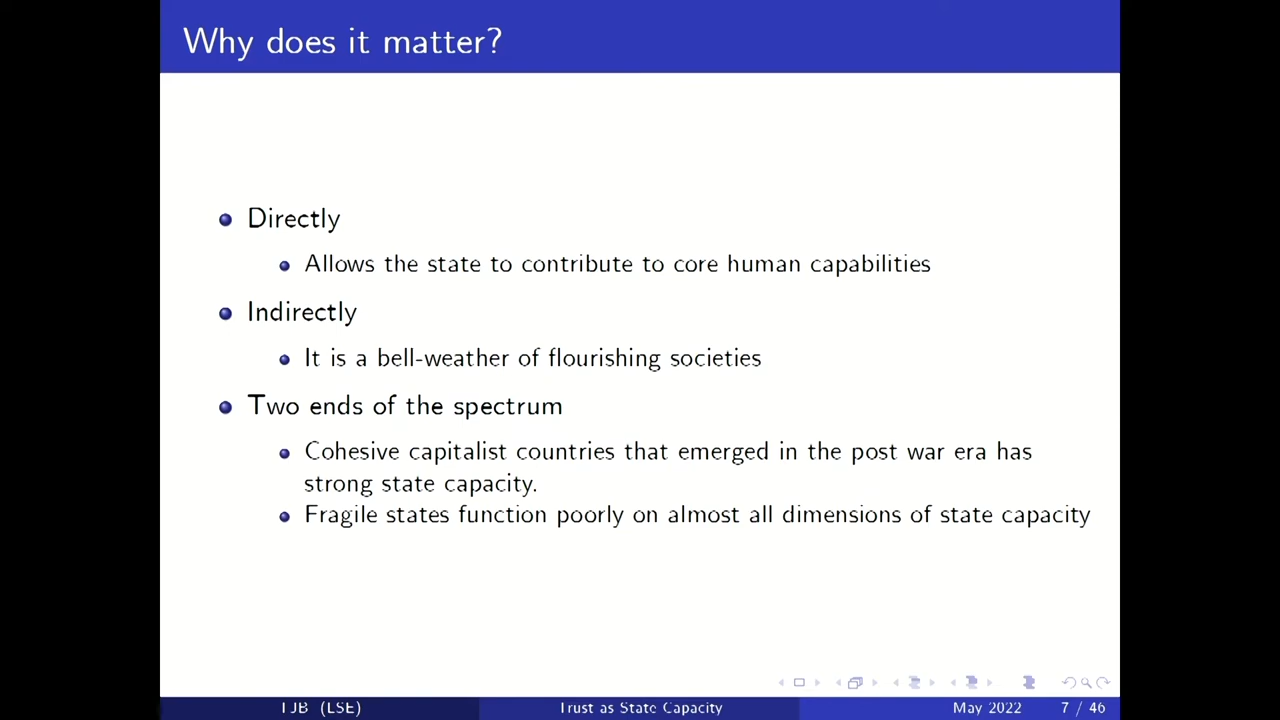 Why does it matter?
Directly
Allows the state to contribute to core human capabilities
Indirectly
It is a bell-weather of flourishing societies
Two ends of the spectrum
Cohesive capitalist countries that emerged in the post war era has
strong state capacity.
Fragile states function poorly on almost all dimensions of state capacity
TJB (LSE) Trust as State Capacity May 2022 7 / 46